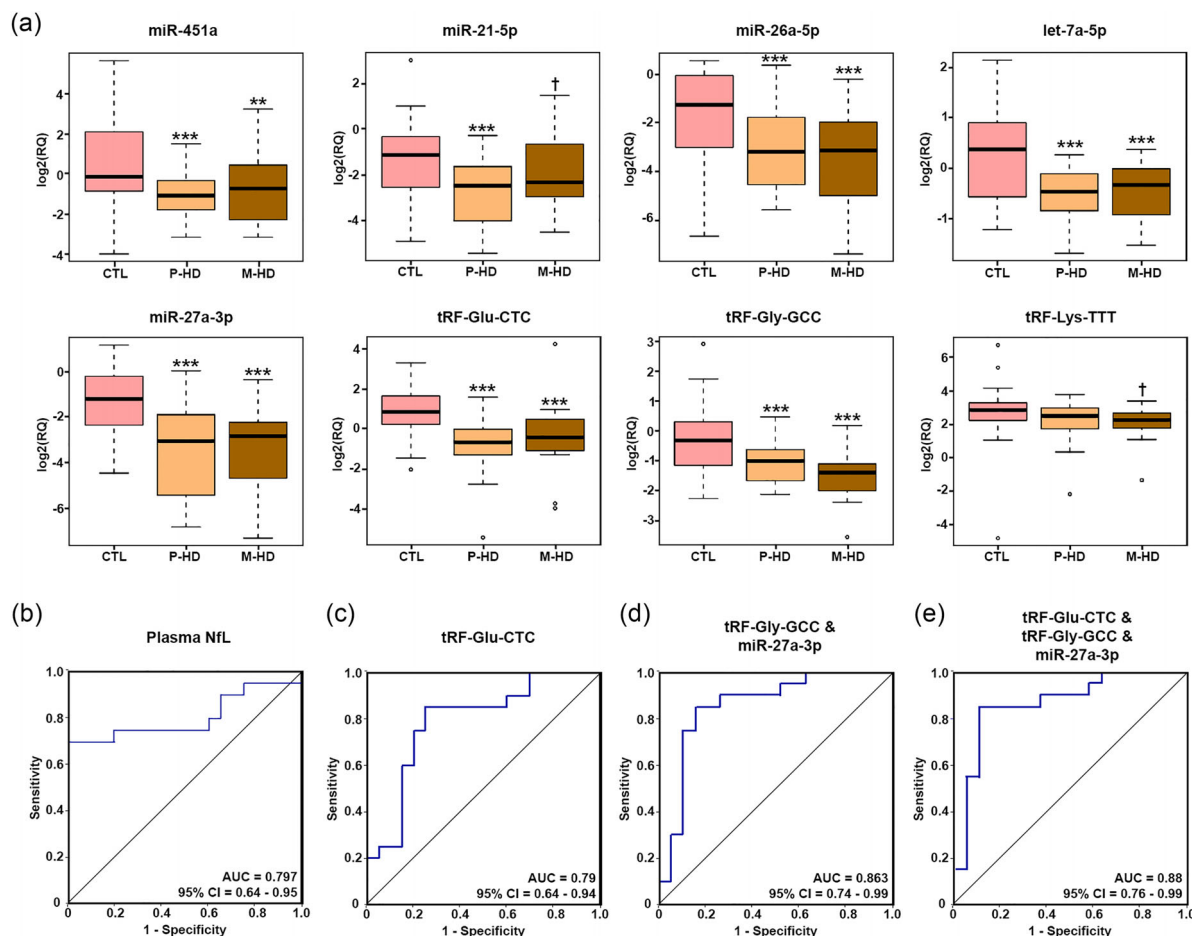 (a)
miR-451a
miR-21-5p
miR-26a-5p
let-7a-5p
log2(RQ)
6
4
2
0
-2
-4
***
**
CTL
P-HD
M-HD
log2(RQ)
2
0
-2
-4
***
†
CTL
P-HD
M-HD
log2(RQ)
0
-2
-4
-6
***
***
CTL
P-HD
M-HD
log2(RQ)
2
1
0
-1
***
***
CTL
P-HD
M-HD
miR-27a-3p
tRF-Glu-CTC
tRF-Gly-GCC
tRF-Lys-TTT
log2(RQ)
0
-2
-4
-6
***
***
CTL
P-HD
M-HD
log2(RQ)
4
2
0
-2
-4
***
***
CTL
P-HD
M-HD
log2(RQ)
3
2
1
0
-1
-2
-3
***
***
CTL
P-HD
M-HD
log2(RQ)
6
4
2
0
-2
-4
†
CTL
P-HD
M-HD
(b)
Plasma NfL
Sensitivity
1.0
0.8
0.6
0.4
0.2
AUC = 0.797
95% CI = 0.64 - 0.95
0 0.2 0.4 0.6 0.8 1.0
1 - Specificity
(c)
tRF-Glu-CTC
Sensitivity
1.0
0.8
0.6
0.4
0.2
AUC = 0.79
95% CI = 0.64 - 0.94
0 0.2 0.4 0.6 0.8 1.0
1 - Specificity
(d)
tRF-Gly-GCC &
miR-27a-3p
Sensitivity
1.0
0.8
0.6
0.4
0.2
AUC = 0.863
95% CI = 0.74 - 0.99
0 0.2 0.4 0.6 0.8 1.0
1 - Specificity
(e)
tRF-Glu-CTC &
tRF-Gly-GCC &
miR-27a-3p
Sensitivity
1.0
0.8
0.6
0.4
0.2
AUC = 0.88
95% CI = 0.76 - 0.99
0 0.2 0.4 0.6 0.8 1.0
1 - Specificity